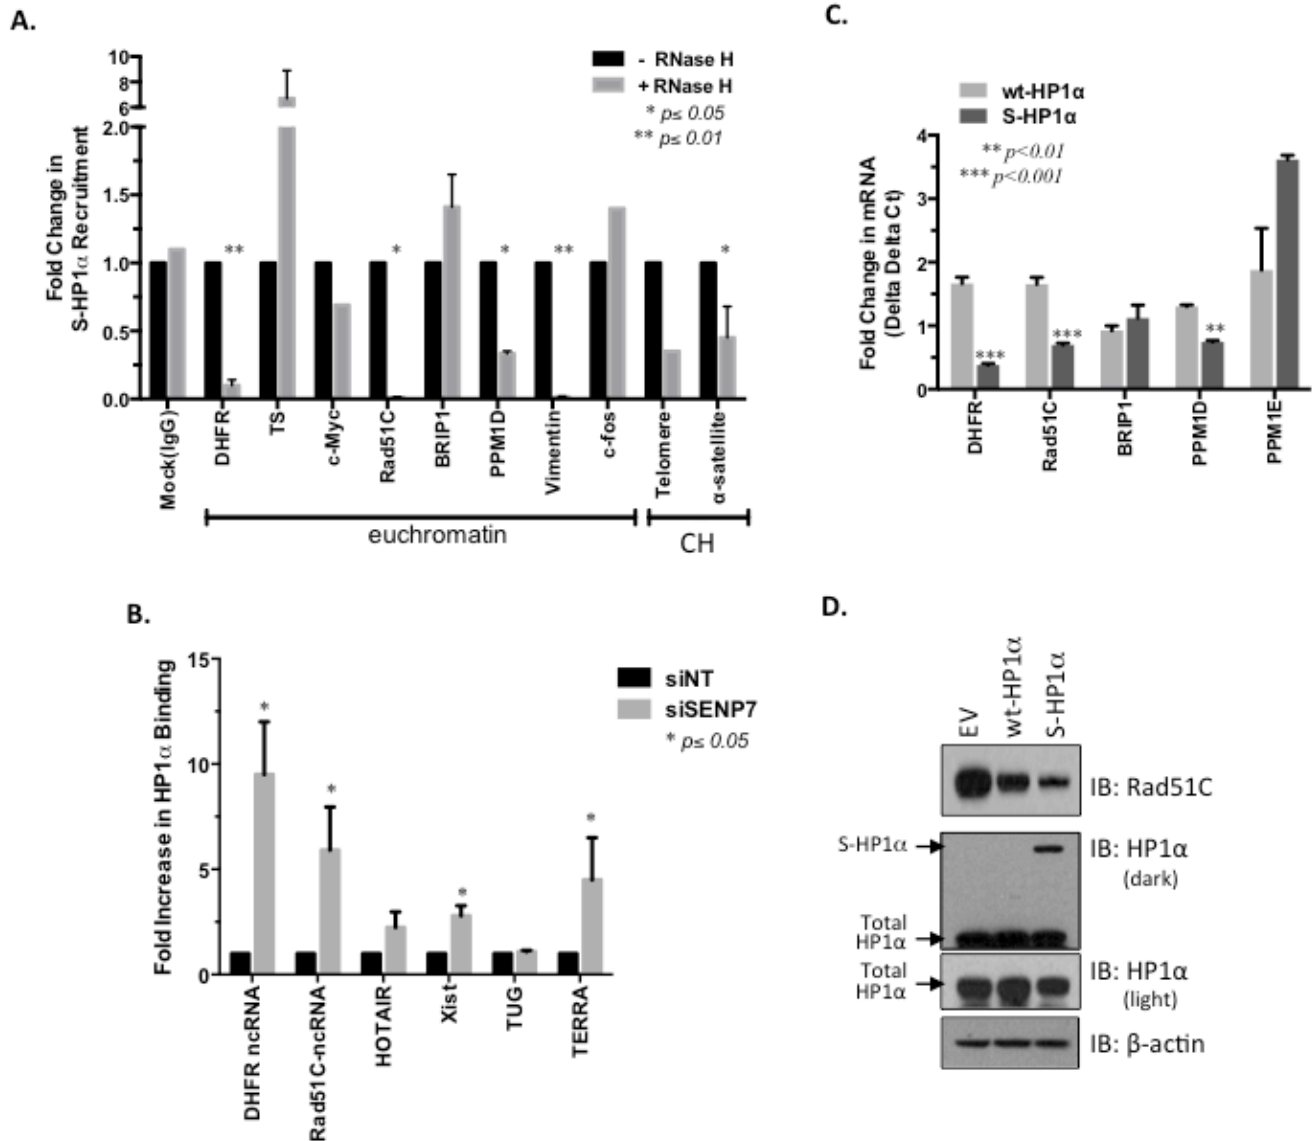 A.
Fold Change in
S-HP1α Recruitment
10
8
6
2.0
1.5
1.0
0.5
0.0
- RNase H
+ RNase H
* p≤ 0.05
** p≤ 0.01
**
*
*
**
*
Mock(IgG)
DHFR
TS
c-Myc
Rad51C
BRIP1
PPM1D
Vimentin
c-fos
Telomere
α-satellite
euchromatin
CH
B.
Fold Increase in HP1α Binding
15
10
5
0
siNT
siSENP7
* p≤ 0.05
*
*
*
*
DHFR ncRNA
Rad51C-ncRNA
HOTAIR
Xist
TUG
TERRA
C.
Fold Change in mRNA
(Delta Delta Ct)
4
3
2
1
0
wt-HP1α
S-HP1α
** p<0.01
*** p<0.001
***
***
**
DHFR
Rad51C
BRIP1
PPM1D
PPM1E
D.
EV
wt-HP1α
S-HP1α
IB: Rad51C
S-HP1α
IB: HP1α
(dark)
Total
HP1α
Total
HP1α
IB: HP1α
(light)
IB: β-actin